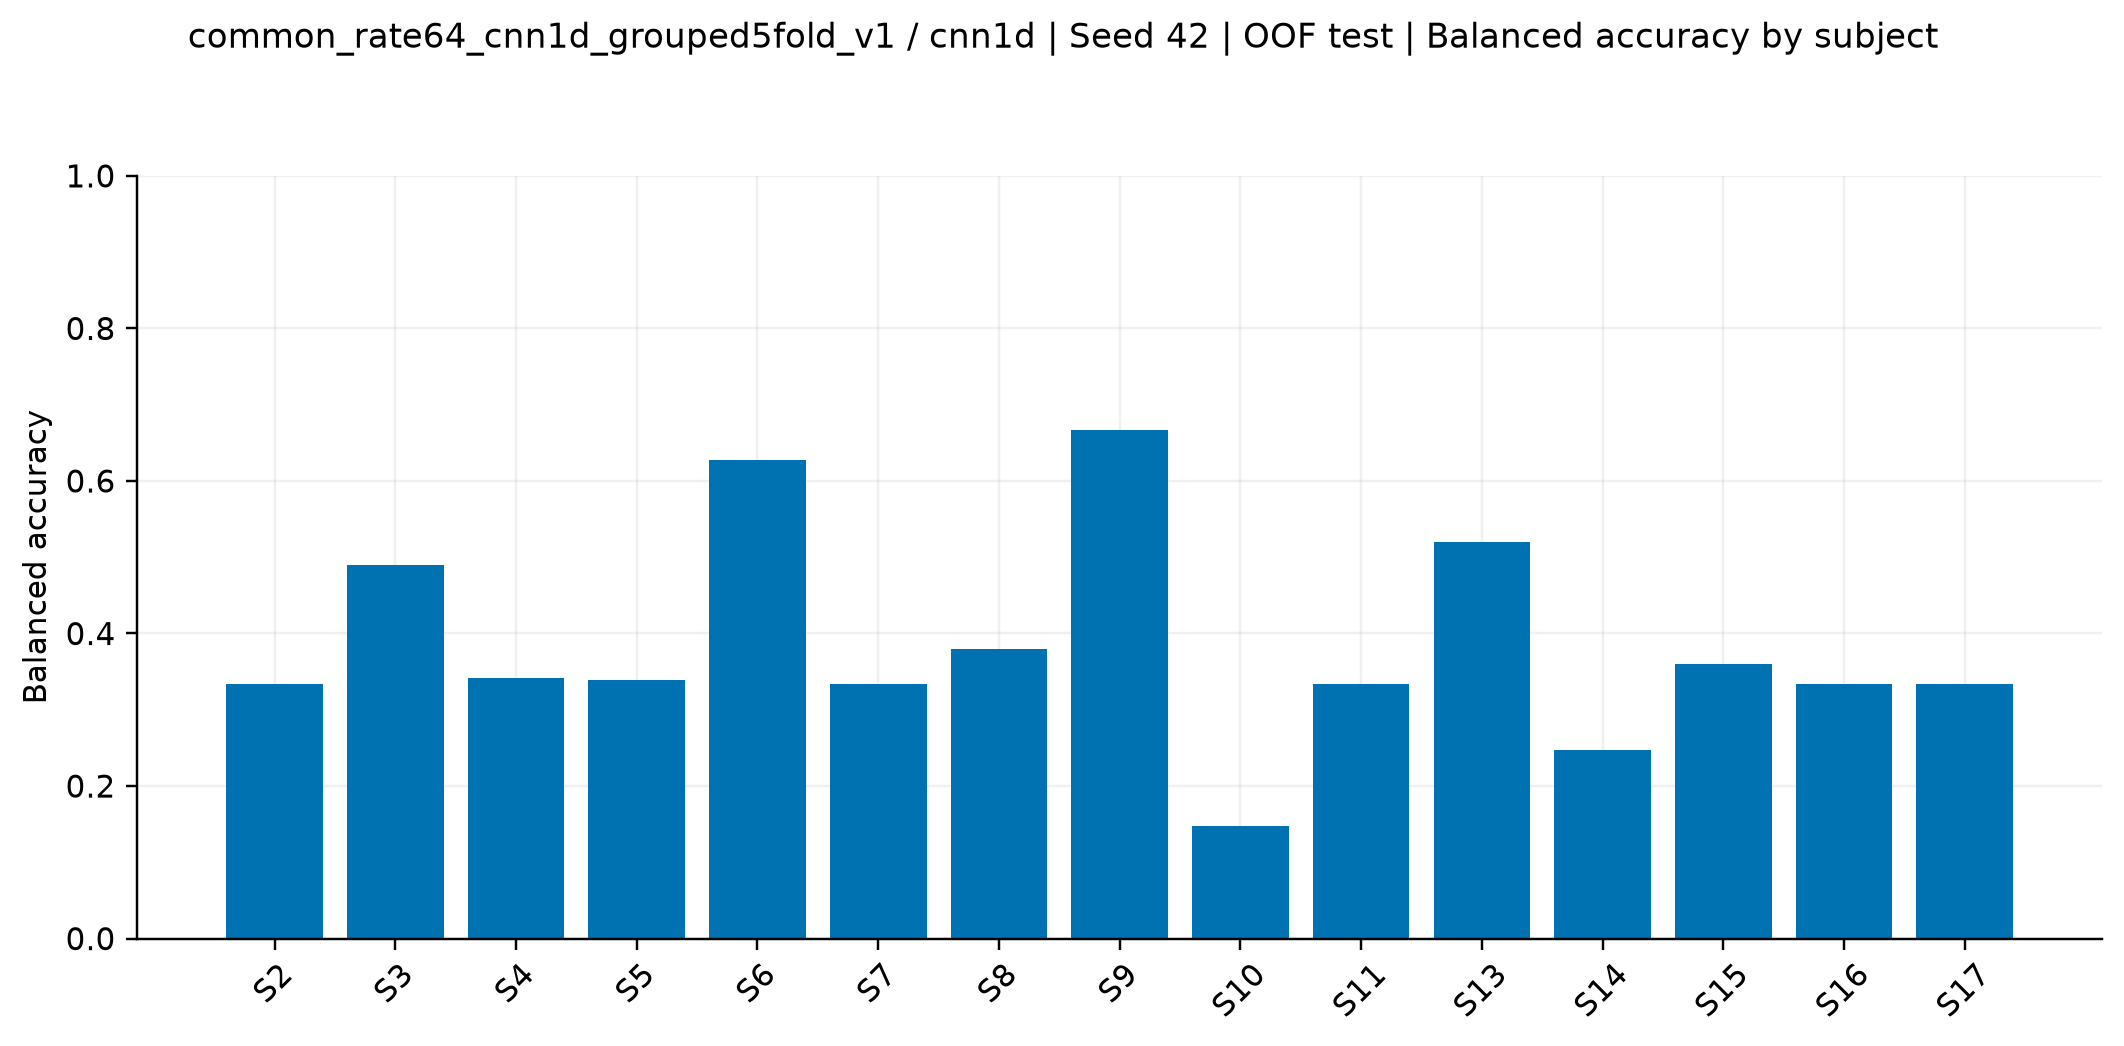 common_rate64_cnn1d_grouped5fold_v1 / cnn1d | Seed 42 | OOF test | Balanced accuracy by subject
1.0
0.8
0.6
0.4
0.2
0.0
Balanced accuracy
S2
S3
S4
S5
S6
S7
S8
S9
S10
S11
S13
S14
S15
S16
S17